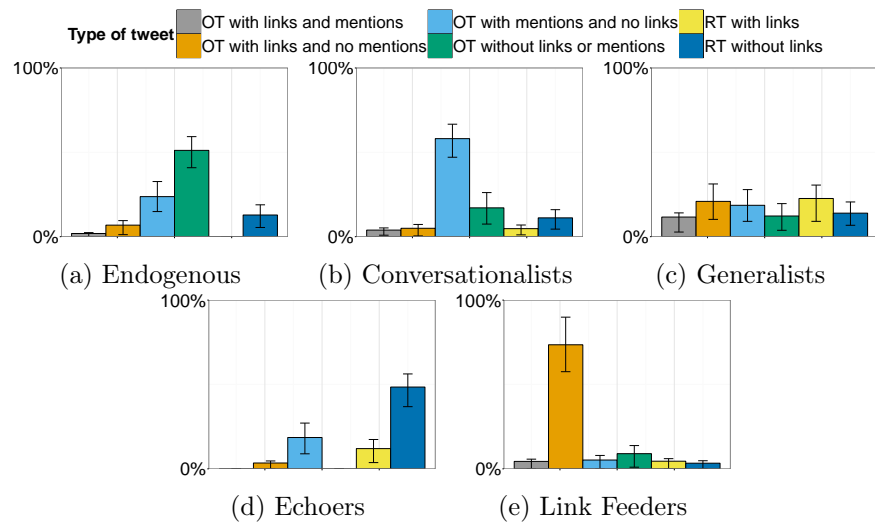 Type of tweet
OT with links and mentions OT with mentions and no links RT with links
OT with links and no mentions OT without links or mentions RT without links
100% 100% 100%
0% 0% 0%
(a) Endogenous (b) Conversationalists (c) Generalists
100% 100%
0% 0%
(d) Echoers (e) Link Feeders